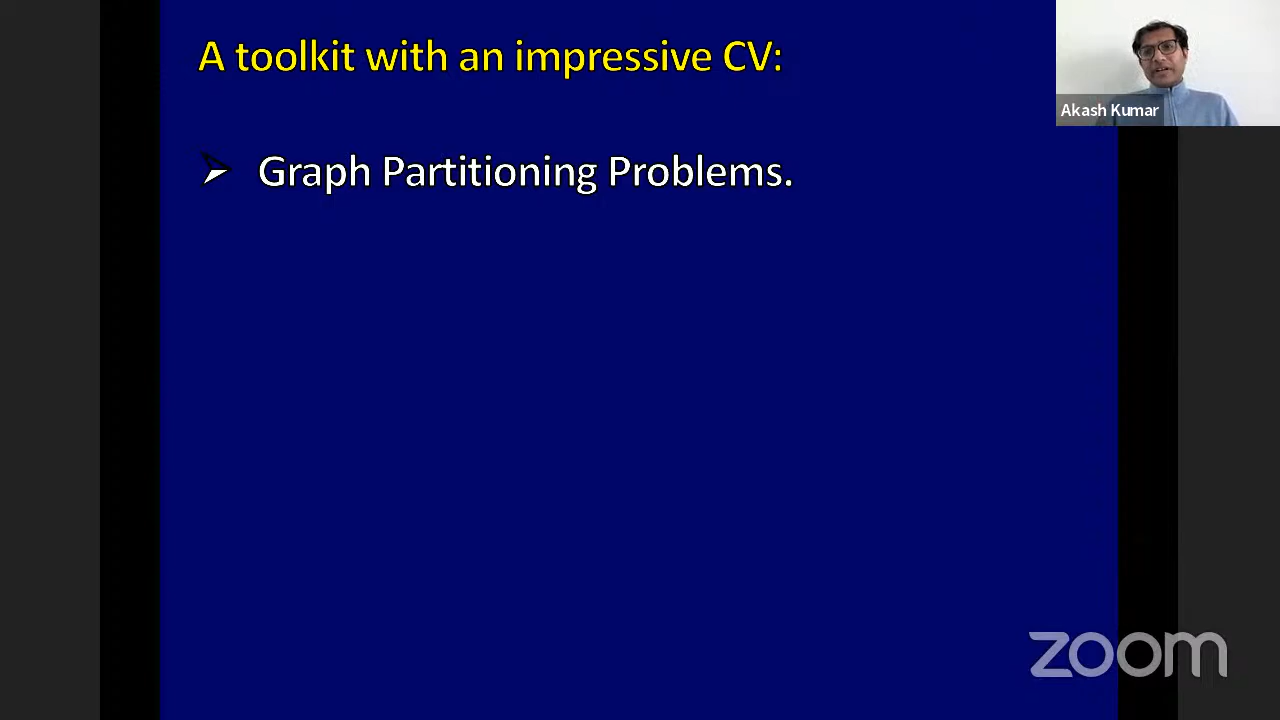 A toolkit with an impressive CV:
Akash Kumar
Graph Partitioning Problems.
zoom